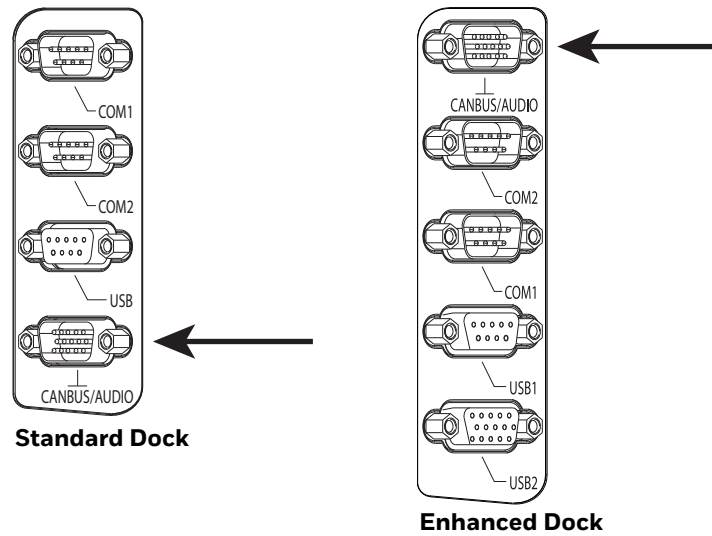 COM1
COM2
USB
CANBUS/AUDIO
Standard Dock
CANBUS/AUDIO
COM2
COM1
USB1
USB2
Enhanced Dock